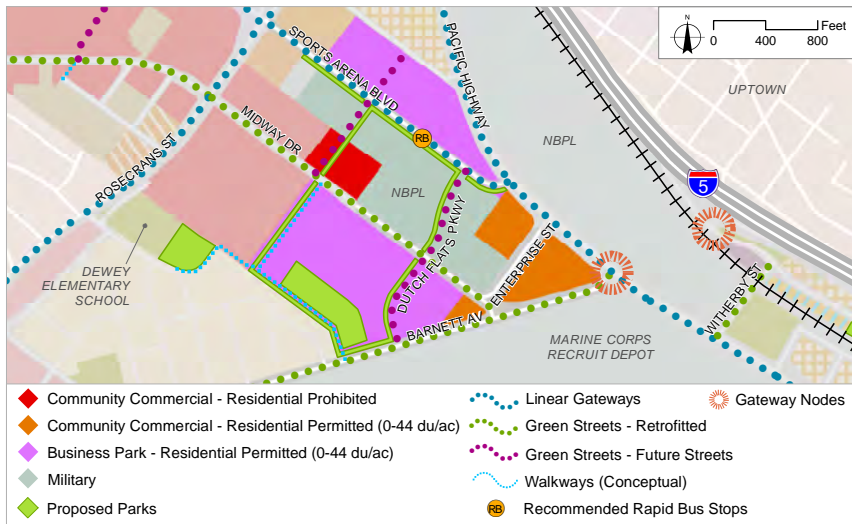 N
Feet
0 400 800
SPORTS ARENA BLVD
PACIFIC HIGHWAY
UPTOWN
MIDWAY DR
RB
NBPL
5
ROSECRANS ST
NBPL
DUTCH FLATS PKWY
ENTERPRISE ST
DEWEY
ELEMENTARY
SCHOOL
WITHERBY ST
BARNETT AV
MARINE CORPS
RECRUIT DEPOT
Community Commercial - Residential Prohibited
Community Commercial - Residential Permitted (0-44 du/ac)
Business Park - Residential Permitted (0-44 du/ac)
Military
Proposed Parks
Linear Gateways
Green Streets - Retrofitted
Green Streets - Future Streets
Walkways (Conceptual)
RB Recommended Rapid Bus Stops
Gateway Nodes